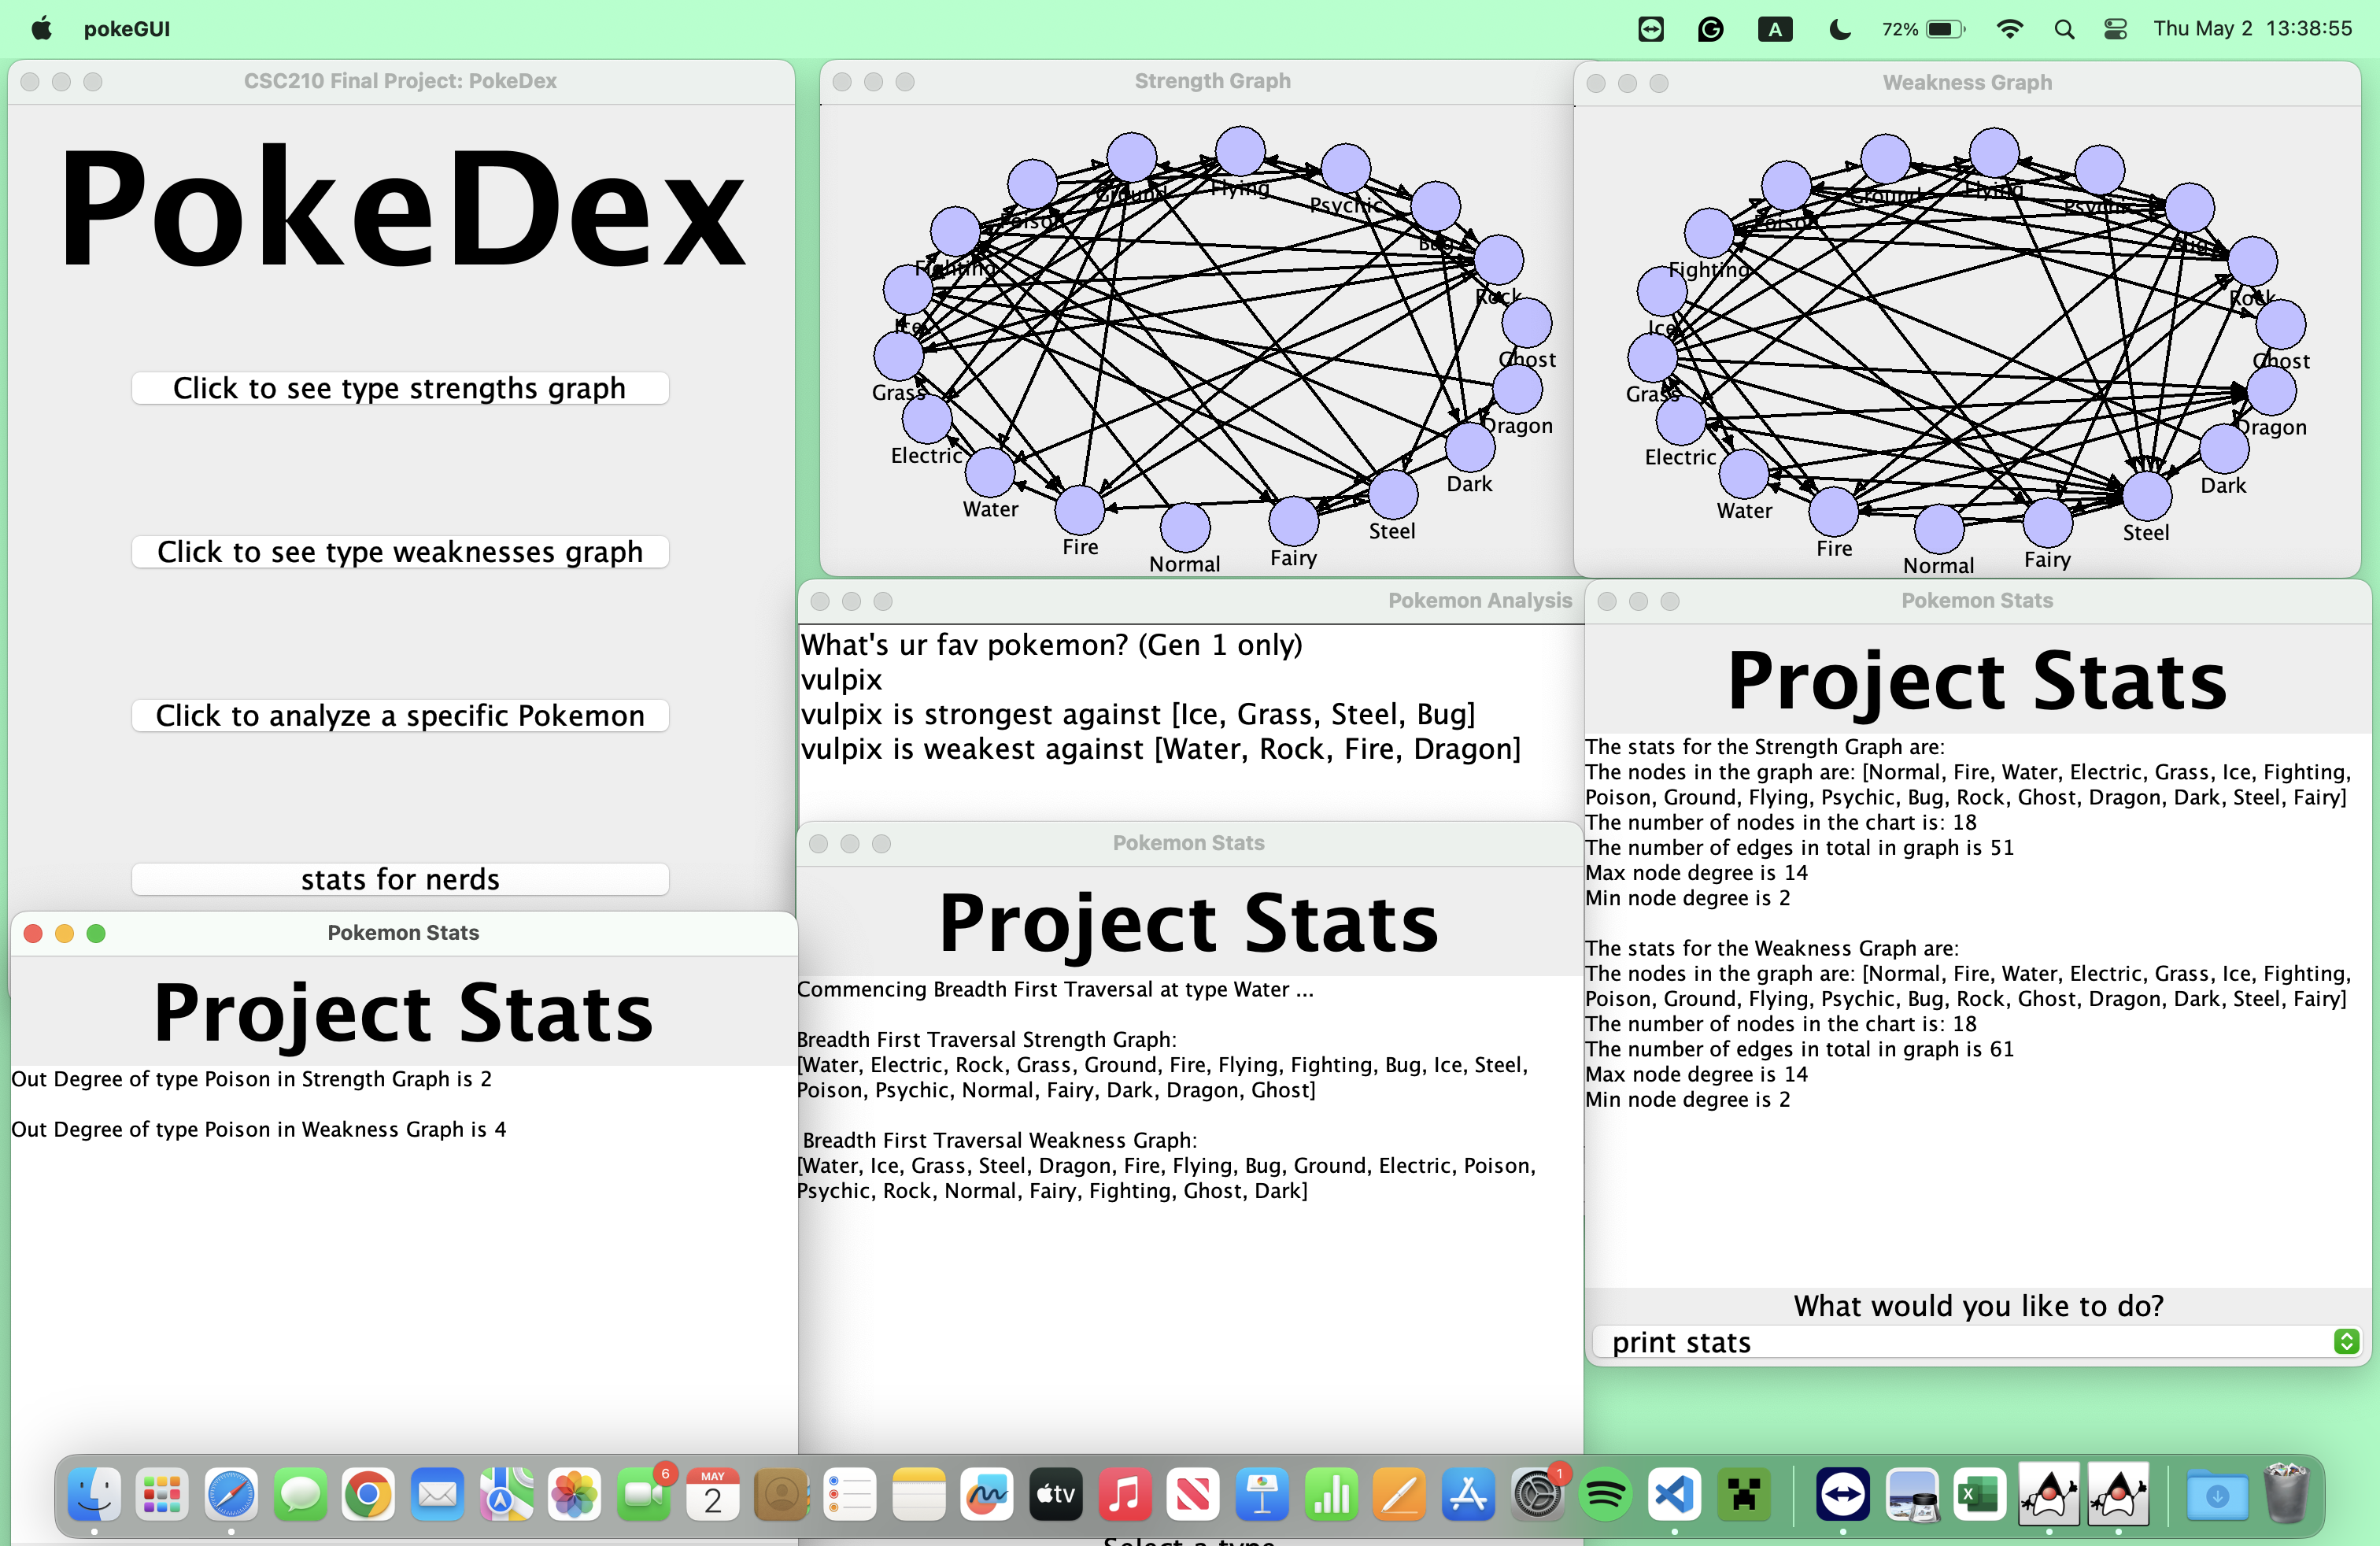 pokeGUI
A
72%
Thu May 2 13:38:55
CSC210 Final Project: PokeDex
PokeDex
Click to see type strengths graph
Click to see type weaknesses graph
Click to analyze a specific Pokemon
stats for nerds
Strength Graph
Ground
Flying
Psychic
Poison
Bug
Fighting
Rock
Ice
Ghost
Grass
Dragon
Electric
Dark
Water
Steel
Fire
Fairy
Normal
Weakness Graph
Ground
Flying
Psychic
Poison
Bug
Fighting
Rock
Ice
Ghost
Grass
Dragon
Electric
Dark
Water
Steel
Fire
Fairy
Normal
Pokemon Analysis
What's ur fav pokemon? (Gen 1 only)
vulpix
vulpix is strongest against [Ice, Grass, Steel, Bug]
vulpix is weakest against [Water, Rock, Fire, Dragon]
Pokemon Stats
Project Stats
The stats for the Strength Graph are:
The nodes in the graph are: [Normal, Fire, Water, Electric, Grass, Ice, Fighting,
Poison, Ground, Flying, Psychic, Bug, Rock, Ghost, Dragon, Dark, Steel, Fairy]
The number of nodes in the chart is: 18
The number of edges in total in graph is 51
Max node degree is 14
Min node degree is 2
The stats for the Weakness Graph are:
The nodes in the graph are: [Normal, Fire, Water, Electric, Grass, Ice, Fighting,
Poison, Ground, Flying, Psychic, Bug, Rock, Ghost, Dragon, Dark, Steel, Fairy]
The number of nodes in the chart is: 18
The number of edges in total in graph is 61
Max node degree is 14
Min node degree is 2
What would you like to do?
print stats
Pokemon Stats
Project Stats
Commencing Breadth First Traversal at type Water ...
Breadth First Traversal Strength Graph:
[Water, Electric, Rock, Grass, Ground, Fire, Flying, Fighting, Bug, Ice, Steel,
Poison, Psychic, Normal, Fairy, Dark, Dragon, Ghost]
Breadth First Traversal Weakness Graph:
[Water, Ice, Grass, Steel, Dragon, Fire, Flying, Bug, Ground, Electric, Poison,
Psychic, Rock, Normal, Fairy, Fighting, Ghost, Dark]
Select a type
Pokemon Stats
Project Stats
Out Degree of type Poison in Strength Graph is 2
Out Degree of type Poison in Weakness Graph is 4
6
MAY
2
tv
1
X